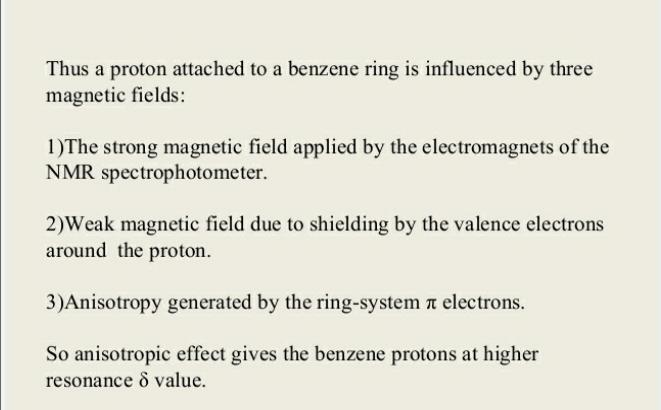 Thus a proton attached to a benzene ring is influenced by three
magnetic fields:
1)The strong magnetic field applied by the electromagnets of the
NMR spectrophotometer.
2)Weak magnetic field due to shielding by the valence electrons
around the proton.
3)Anisotropy generated by the ring-system π electrons.
So anisotropic effect gives the benzene protons at higher
resonance δ value.